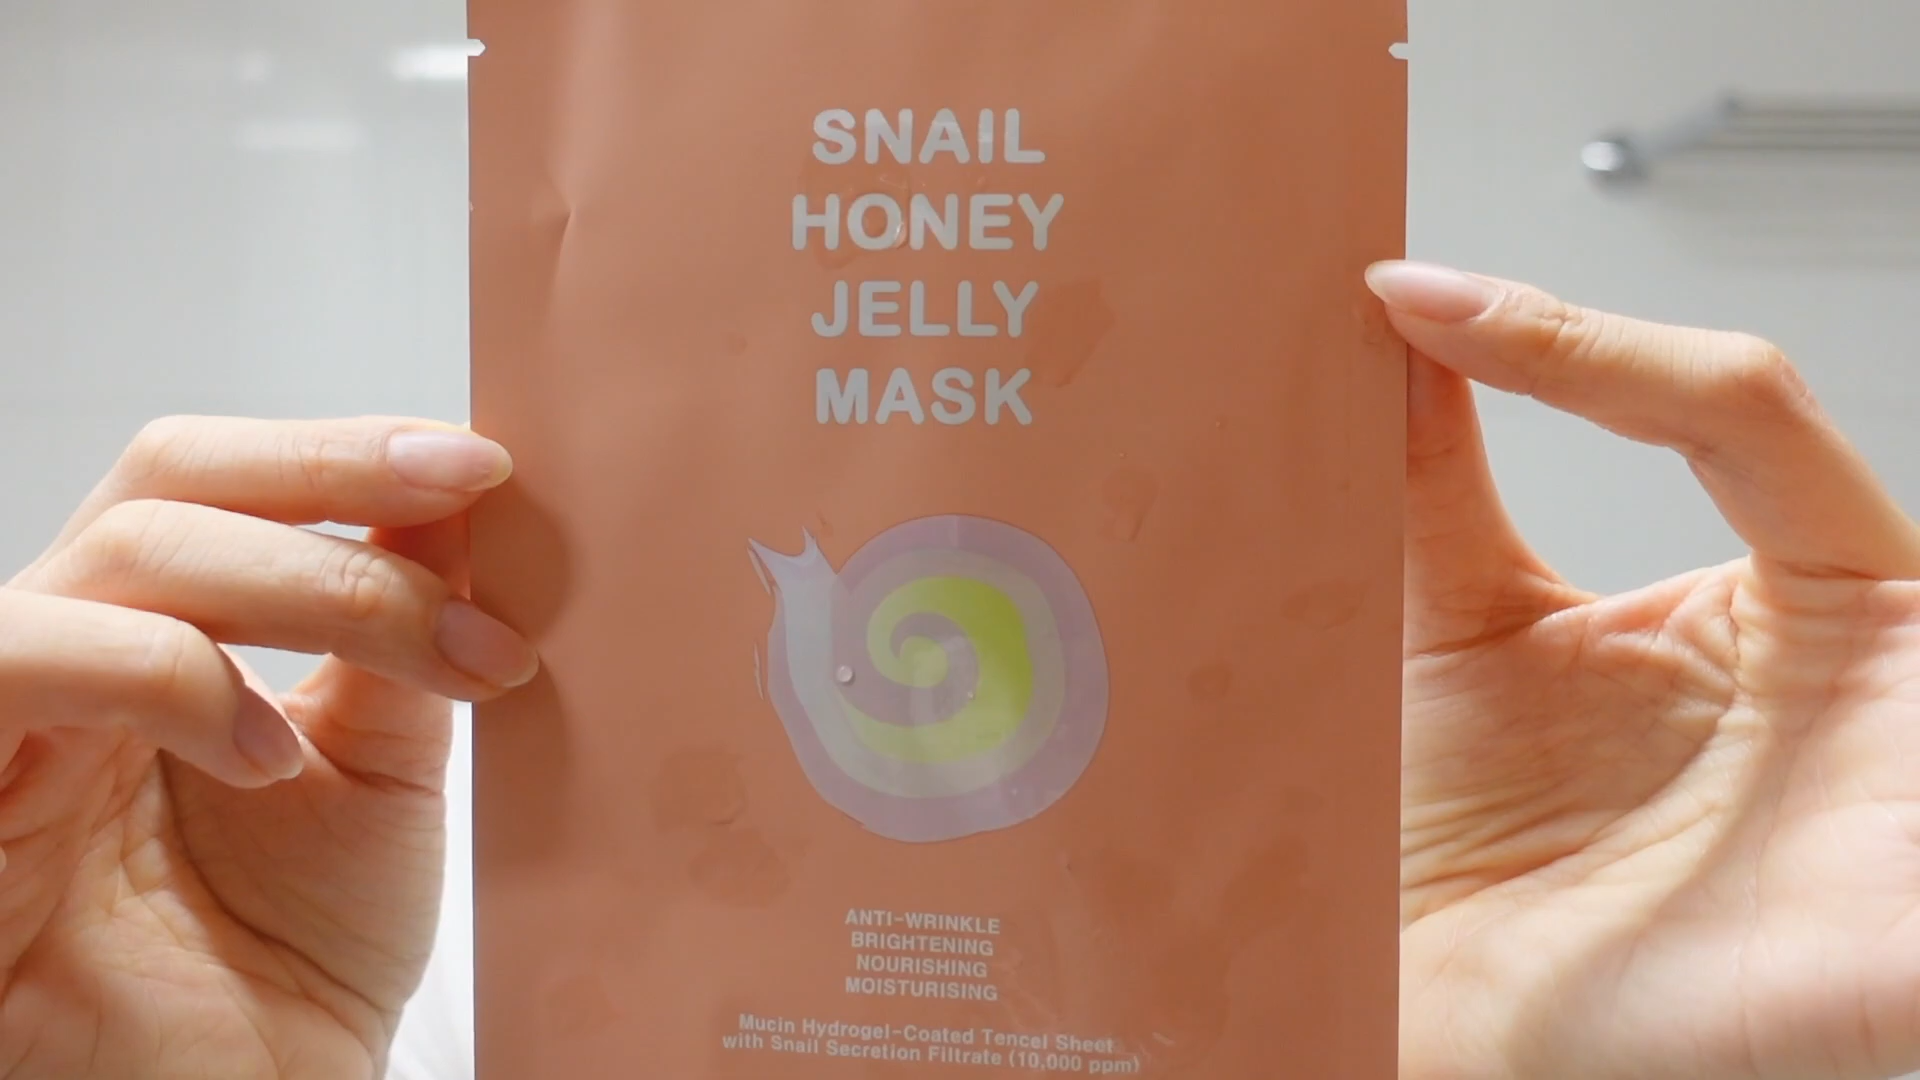 SNAIL
HONEY
JELLY
MASK
ANTI-WRINKLE
BRIGHTENING
NOURISHING
MOISTURISING
Mucin Hydrogel-Coated Tencel Sheet
with Snail Secretion Filtrate (10,000 ppm)